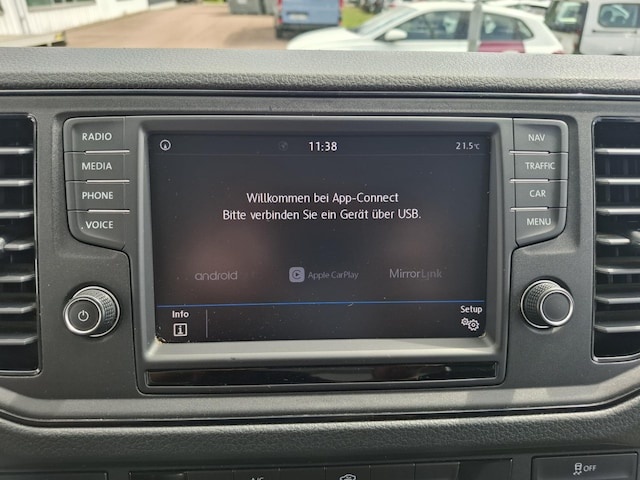 RADIO
MEDIA
PHONE
VOICE
11:38
21.5°C
Willkommen bei App-Connect
Bitte verbinden Sie ein Gerät über USB.
android
Apple CarPlay
MirrorLink
Info
Setup
NAV
TRAFFIC
CAR
MENU
A/C
OFF